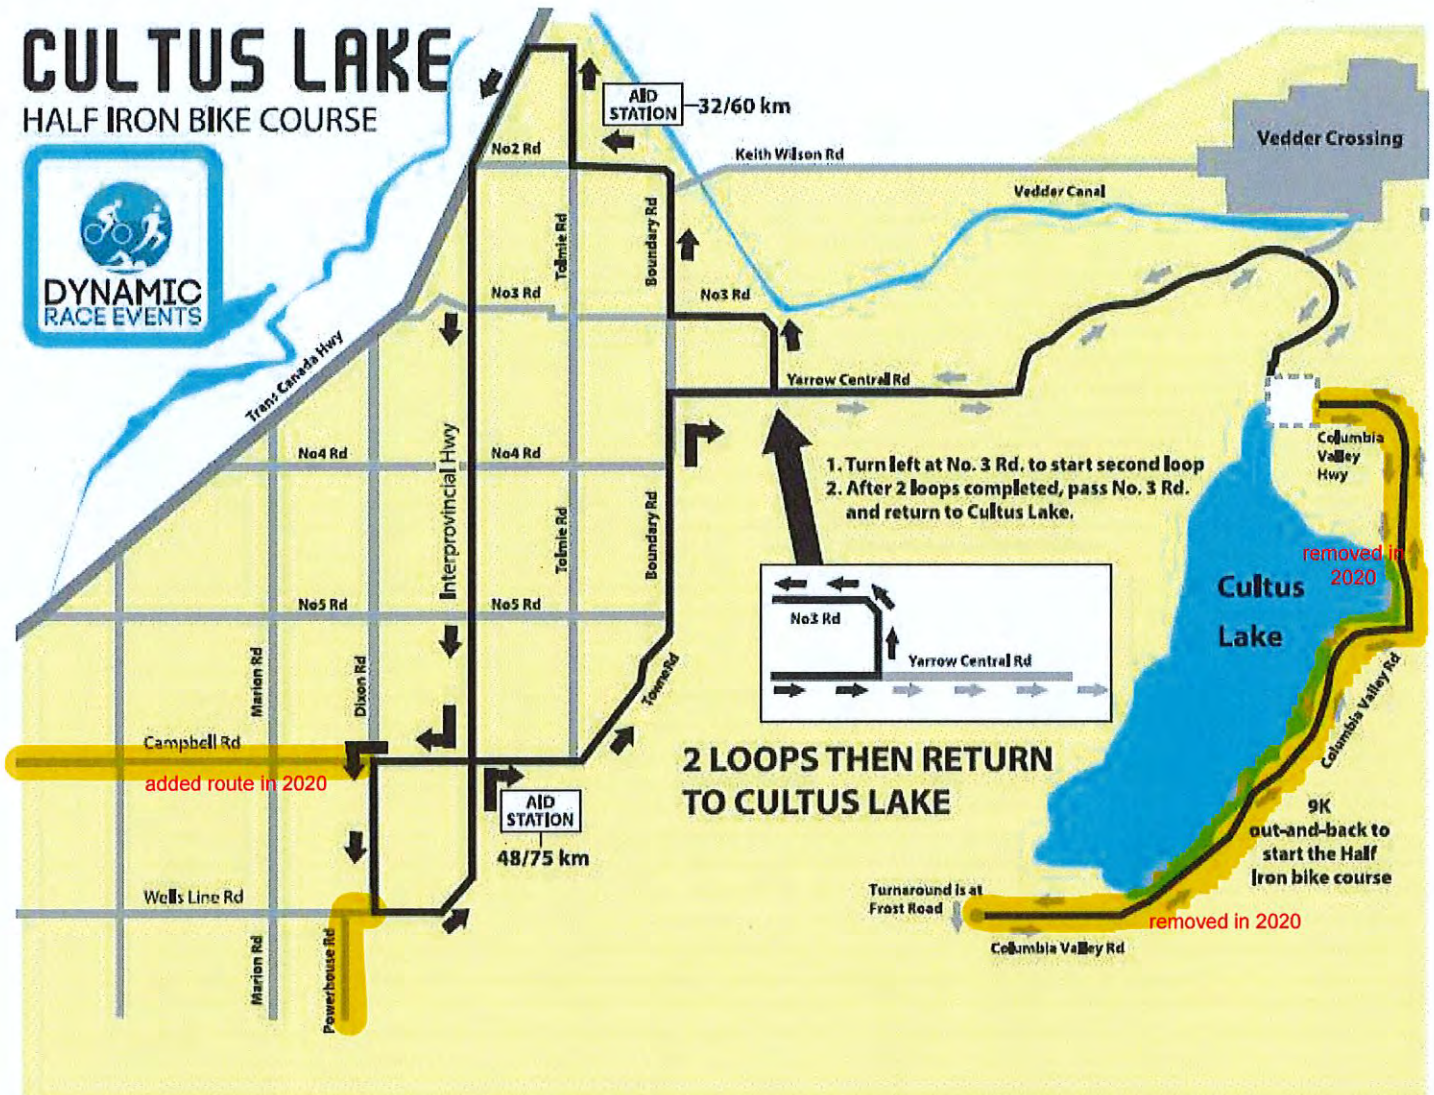 CULTUS LAKE
HALF IRON BIKE COURSE
DYNAMIC
RACE EVENTS
AID
STATION
32/60 km
No2 Rd
Keith Wilson Rd
Vedder Crossing
Vedder Canal
Tolmie Rd
Boundary Rd
No3 Rd
No3 Rd
Trans Canada Hwy
Yarrow Central Rd
Interprovincial Hwy
No4 Rd
No4 Rd
1. Turn left at No. 3 Rd. to start second loop
2. After 2 loops completed, pass No. 3 Rd.
and return to Cultus Lake.
Columbia
Valley
Hwy
Tolmie Rd
Boundary Rd
removed in
2020
Cultus
Lake
No5 Rd
No5 Rd
No3 Rd
Yarrow Central Rd
Marion Rd
Dixon Rd
Towne Rd
Columbia Valley Rd
Campbell Rd
added route in 2020
2 LOOPS THEN RETURN
TO CULTUS LAKE
AID
STATION
48/75 km
9K
out-and-back to
start the Half
Iron bike course
Wells Line Rd
Turnaround is at
Frost Road
removed in 2020
Columbia Valley Rd
Marion Rd
Powerhouse Rd